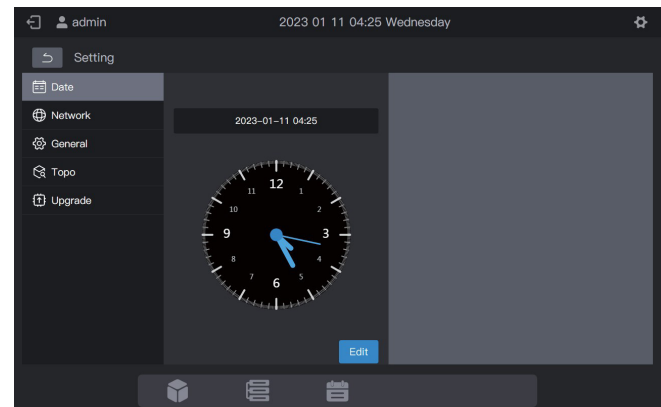 admin
2023 01 11 04:25 Wednesday
Setting
Date
Network
General
Topo
Upgrade
2023-01-11 04:25
12
1
2
3
4
5
6
7
8
9
10
11
Edit